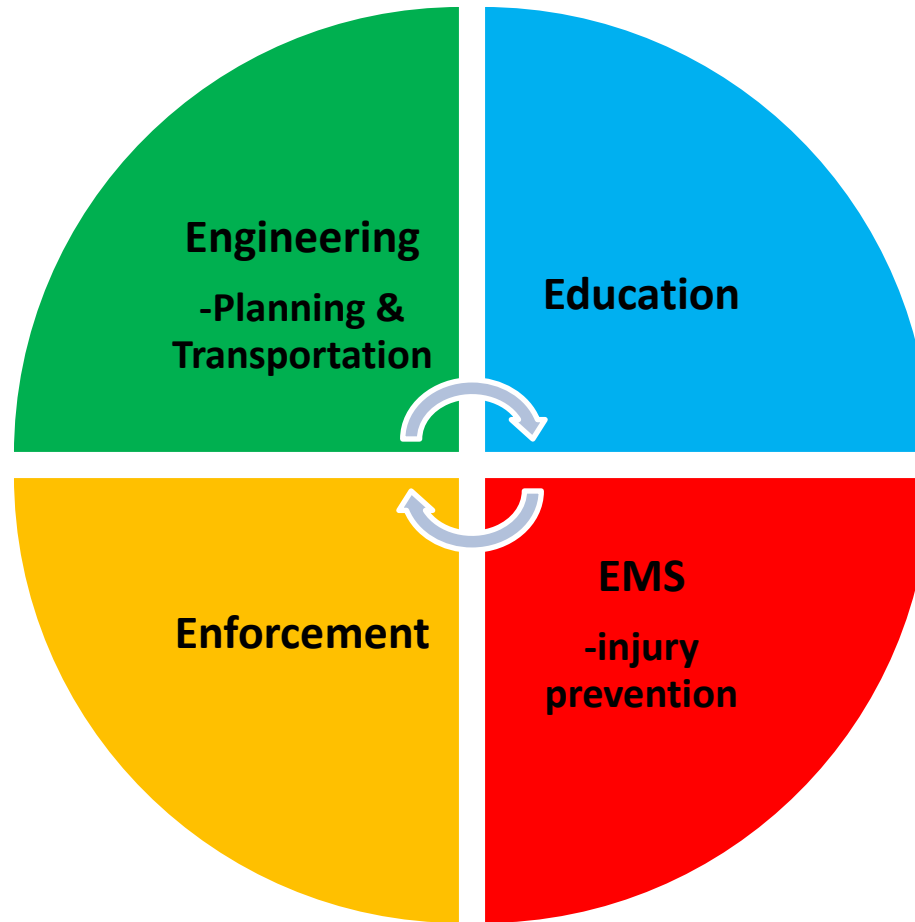 Engineering
-Planning &
Transportation
Education
Enforcement
EMS
-injury
prevention